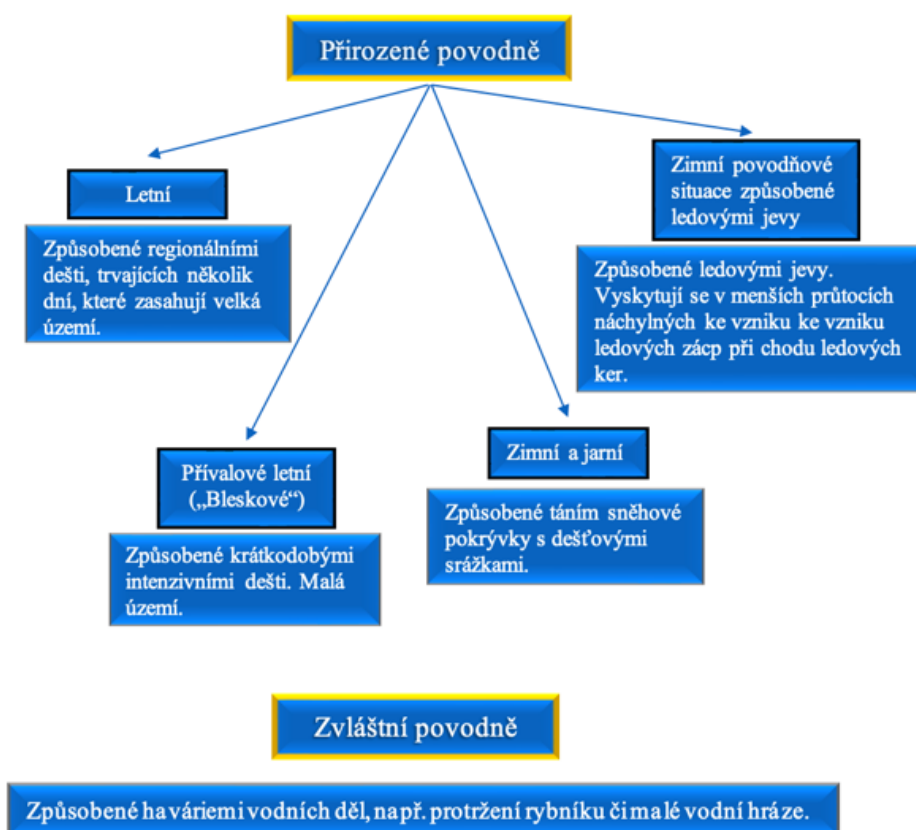 Přirozené povodně
Letní
Způsobené regionálními
dešti, trvajících několik
dní, které zasahují velká
území.
Zimní povodňové
situace způsobené
ledovými jevy
Způsobené ledovými jevy.
Vyskytují se v menších průtocích
náchylných ke vzniku ke vzniku
ledových zácp při chodu ledových
ker.
Přívalové letní
(„Bleskové“)
Způsobené krátkodobými
intenzivními dešti. Malá
území.
Zimní a jarní
Způsobené táním sněhové
pokrývky s dešťovými
srážkami.
Zvláštní povodně
Způsobené haváriemi vodních děl, např. protržení rybníku či malé vodní hráze.